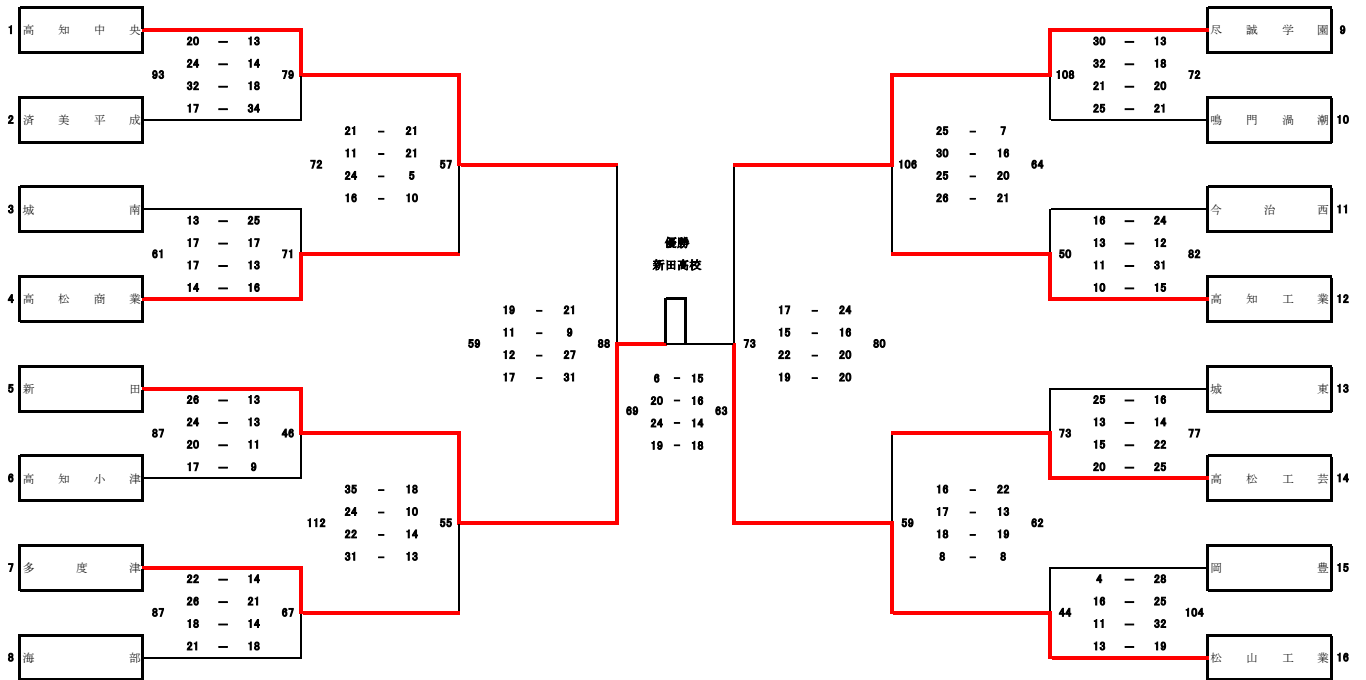 1 高知中央
20 － 13
24 － 14
93 79
32 － 18
17 － 34
2 済美平成
21 － 21
11 － 21
72 57
24 － 5
16 － 10
3 城南
13 － 25
17 － 17
61 71
17 － 13
14 － 16
4 高松商業
19 － 21
11 － 9
59 88
12 － 27
17 － 31
5 新田
26 － 13
24 － 13
87 46
20 － 11
17 － 9
6 高知小津
35 － 18
24 － 10
112 55
22 － 14
31 － 13
7 多度津
22 － 14
26 － 21
87 67
18 － 14
21 － 18
8 海部
優勝
新田高校
6 － 15
20 － 16
69 63
24 － 14
19 － 18
尽誠学園 9
30 － 13
32 － 18
108 72
21 － 20
25 － 21
鳴門渦潮 10
25 － 7
30 － 16
106 64
25 － 20
26 － 21
今治西 11
16 － 24
13 － 12
50 82
11 － 31
10 － 15
高知工業 12
17 － 24
15 － 16
73 80
22 － 20
19 － 20
城東 13
25 － 16
13 － 14
73 77
15 － 22
20 － 25
高松工芸 14
16 － 22
17 － 13
59 62
18 － 19
8 － 8
岡豊 15
4 － 28
16 － 25
44 104
11 － 32
13 － 19
松山工業 16